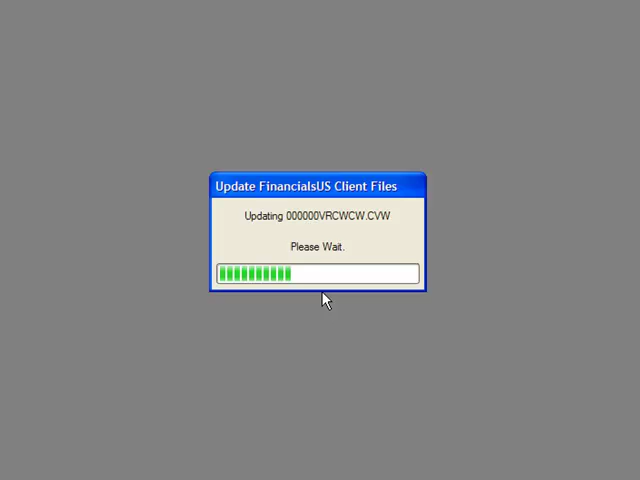 Update FinancialsUS Client Files
Updating 000000VRCWCW.CVW
Please Wait.